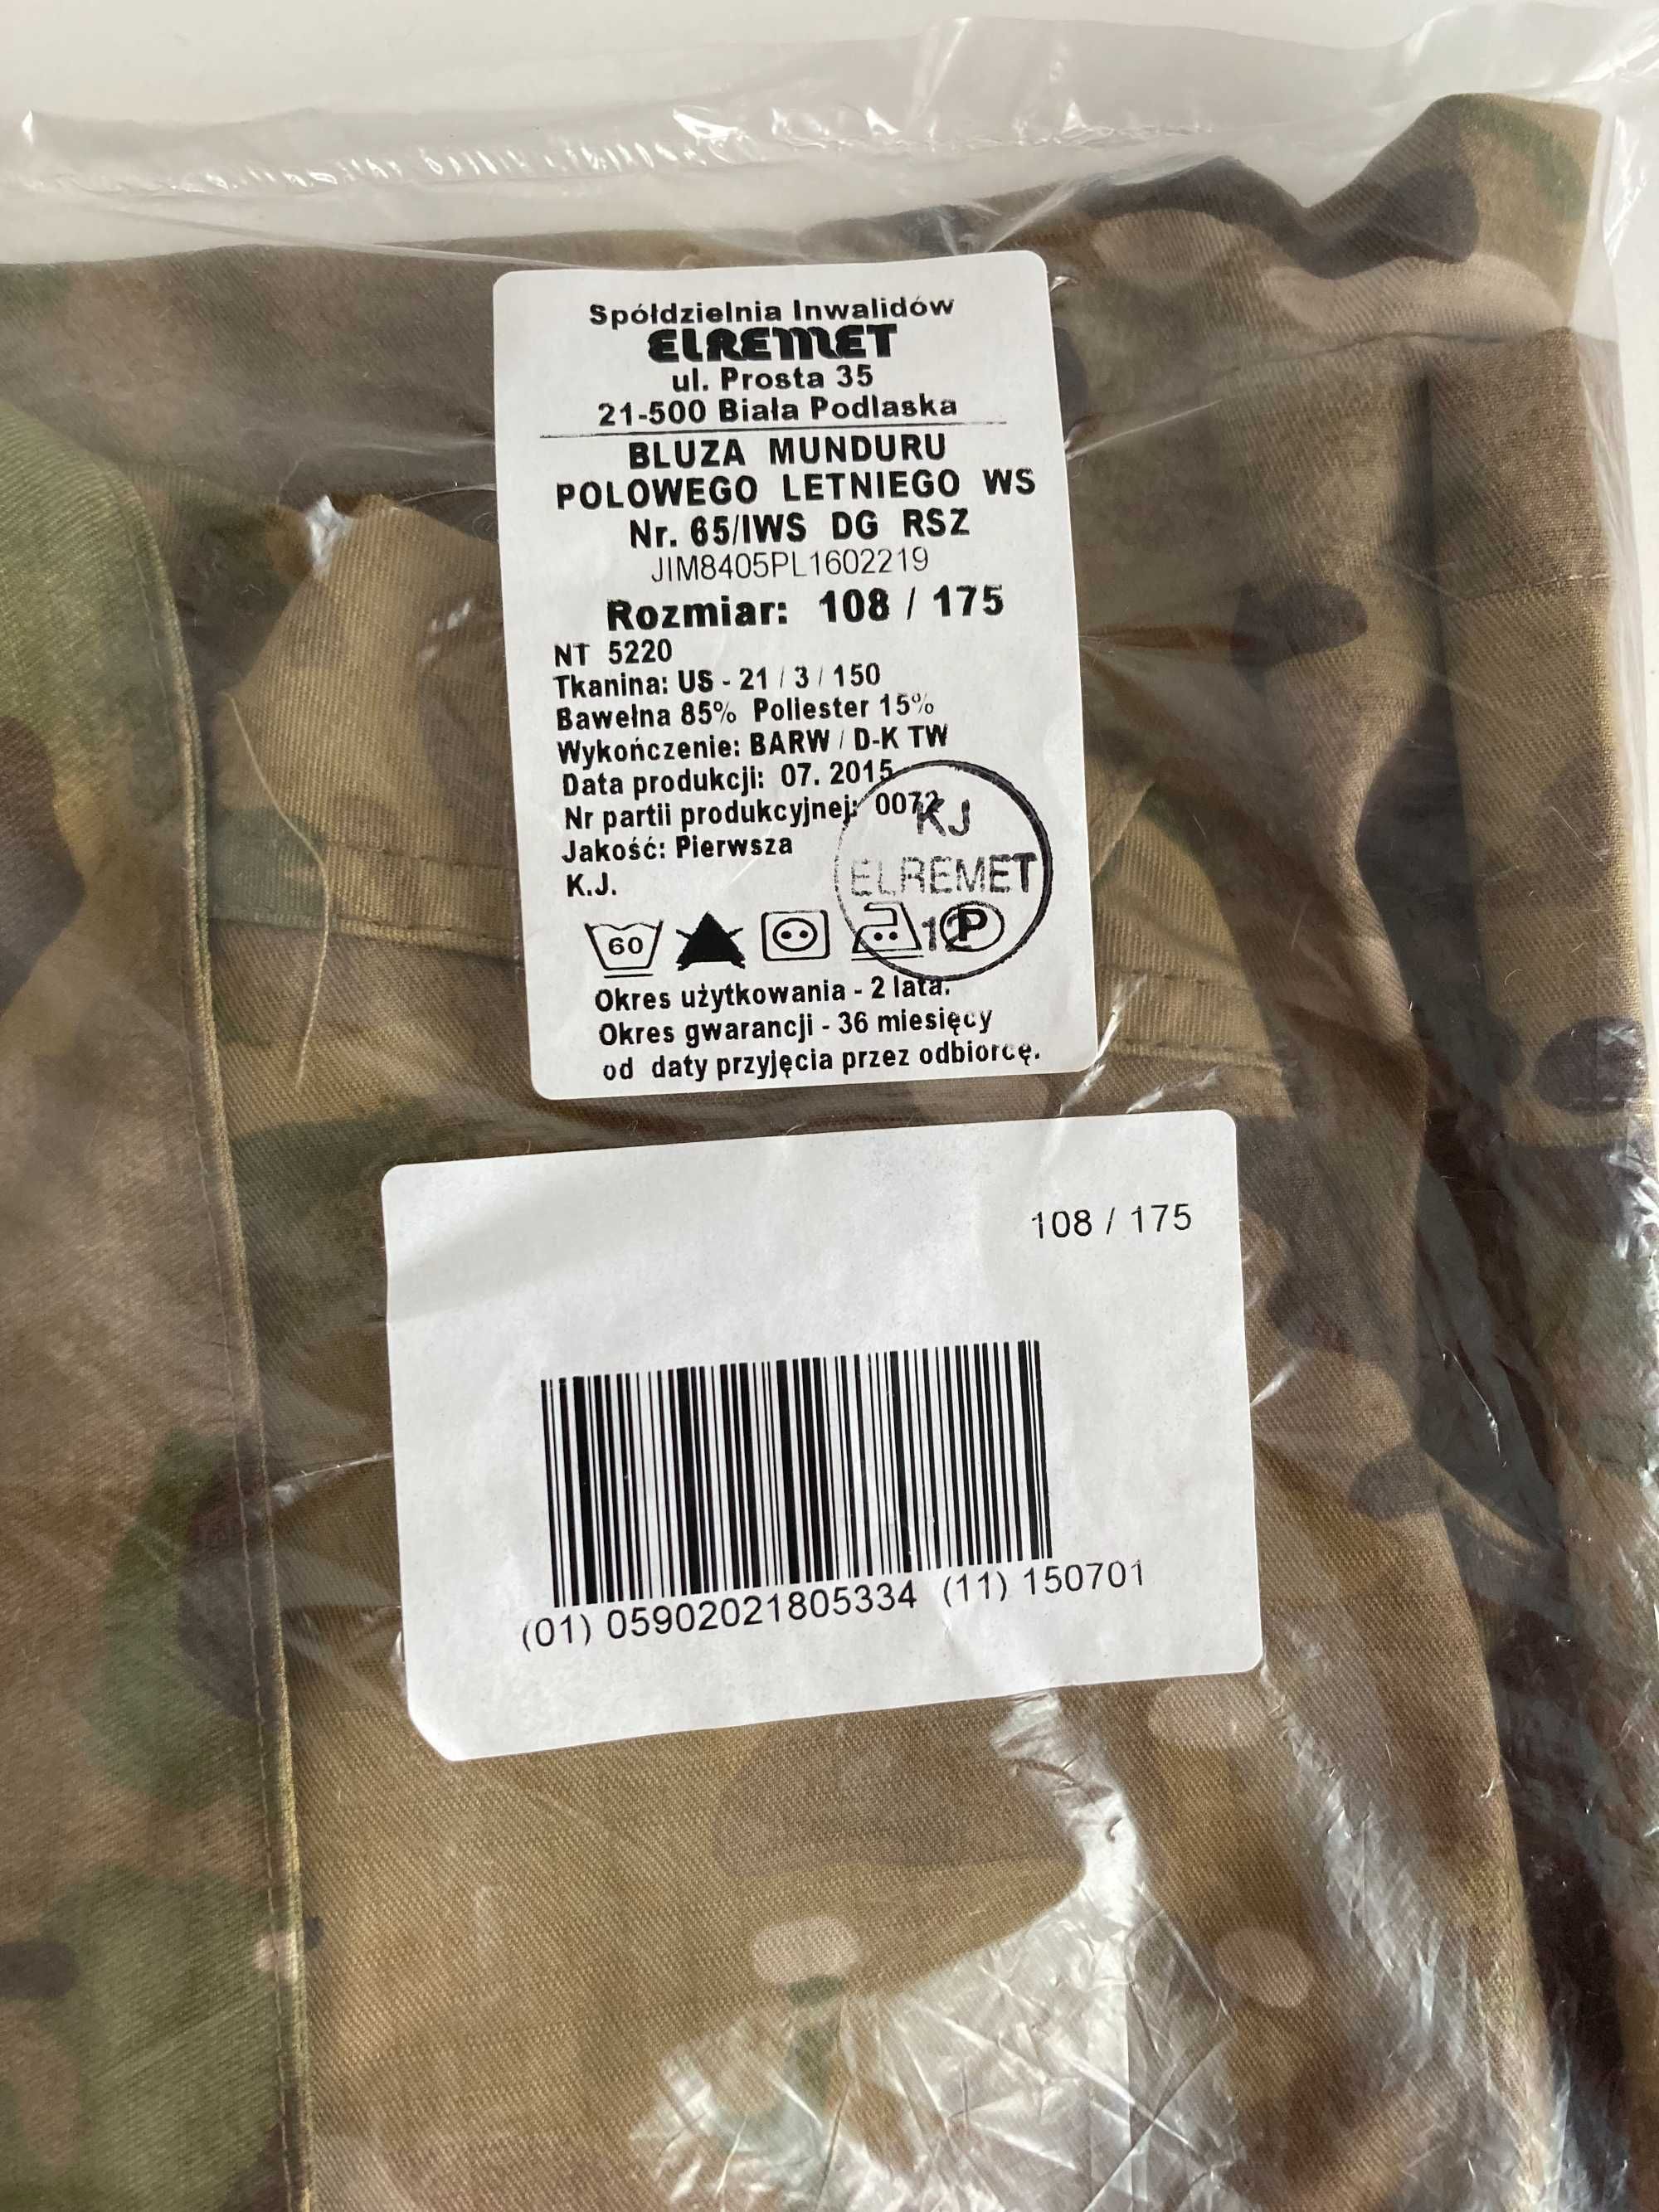 Spółdzielnia Inwalidów
ELREMET
ul. Prosta 35
21-500 Biała Podlaska
BLUZA MUNDURU
POLOWEGO LETNIEGO WS
Nr. 65/IWS DG RSZ
JIM8405PL1602219
Rozmiar: 108 / 175
NT 5220
Tkanina: US - 21 / 3 / 150
Bawełna 85% Poliester 15%
Wykończenie: BARW / D-K TW
Data produkcji: 07. 2015
Nr partii produkcyjnej: 0072
KJ
Jakość: Pierwsza
ELREMET
K.J.
60
12
P
Okres użytkowania - 2 lata.
Okres gwarancji - 36 miesięcy
od daty przyjęcia przez odbiorcę.
108 / 175
(01) 05902021805334 (11) 150701